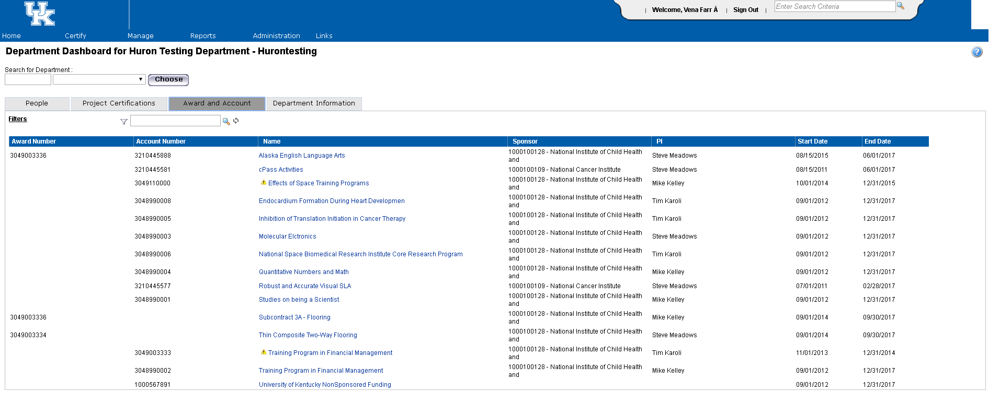 UK
| Welcome, Vena Farr Â | Sign Out | Enter Search Criteria
Home Certify Manage Reports Administration Links
Department Dashboard for Huron Testing Department - Hurontesting
Search for Department :
Choose
People Project Certifications Award and Account Department Information
Filters
Award Number Account Number Name Sponsor PI Start Date End Date
3049003336 3210445888 Alaska English Language Arts 1000100128 - National Institute of Child Health and Steve Meadows 08/15/2015 06/01/2017
3210445581 cPass Activities 1000100109 - National Cancer Institute Steve Meadows 08/15/2011 06/01/2017
3049110000 Effects of Space Training Programs 1000100128 - National Institute of Child Health and Mike Kelley 10/01/2014 12/31/2015
3048990008 Endocardium Formation During Heart Developmen 1000100128 - National Institute of Child Health and Tim Karoli 09/01/2012 12/31/2017
3048990005 Inhibition of Translation Initiation in Cancer Therapy 1000100128 - National Institute of Child Health and Tim Karoli 09/01/2012 12/31/2017
3048990003 Molecular Elctronics 1000100128 - National Institute of Child Health and Steve Meadows 09/01/2012 12/31/2017
3048990006 National Space Biomedical Research Institute Core Research Program 1000100128 - National Institute of Child Health and Tim Karoli 09/01/2012 12/31/2017
3048990004 Quantitative Numbers and Math 1000100128 - National Institute of Child Health and Mike Kelley 09/01/2012 12/31/2017
3210445577 Robust and Accurate Visual SLA 1000100109 - National Cancer Institute Steve Meadows 07/01/2011 02/28/2017
3048990001 Studies on being a Scientist 1000100128 - National Institute of Child Health and Mike Kelley 09/01/2012 12/31/2017
3049003336 Subcontract 3A - Flooring 1000100128 - National Institute of Child Health and Mike Kelley 09/01/2014 09/30/2017
3049003334 Thin Composite Two-Way Flooring 1000100128 - National Institute of Child Health and Steve Meadows 09/01/2014 09/30/2017
3049003333 Training Program in Financial Management 1000100128 - National Institute of Child Health and Tim Karoli 11/01/2013 12/31/2014
3048990002 Training Program in Financial Management 1000100128 - National Institute of Child Health and Mike Kelley 09/01/2012 12/31/2017
1000567891 University of Kentucky NonSponsored Funding 09/01/2012 12/31/2017